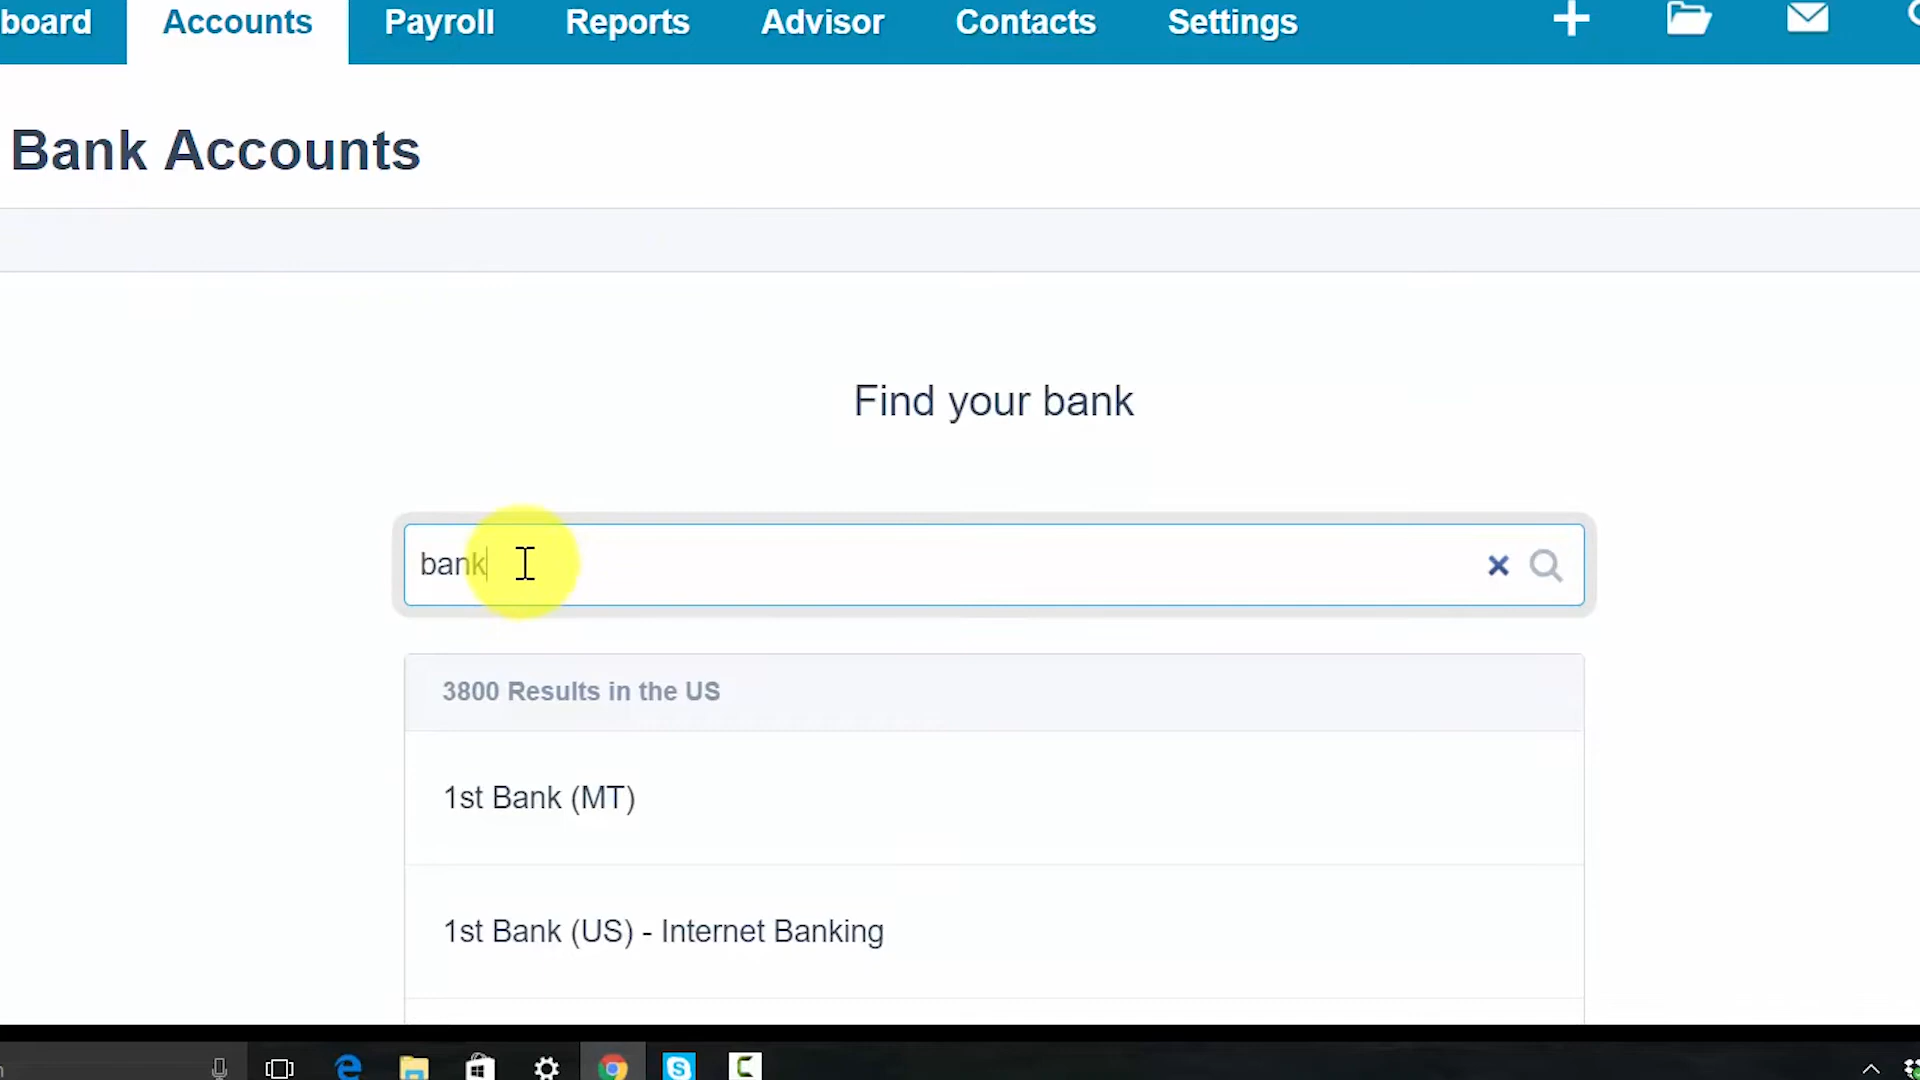 board Accounts Payroll Reports Advisor Contacts Settings
Bank Accounts
Find your bank
bank
3800 Results in the US
1st Bank (MT)
1st Bank (US) - Internet Banking